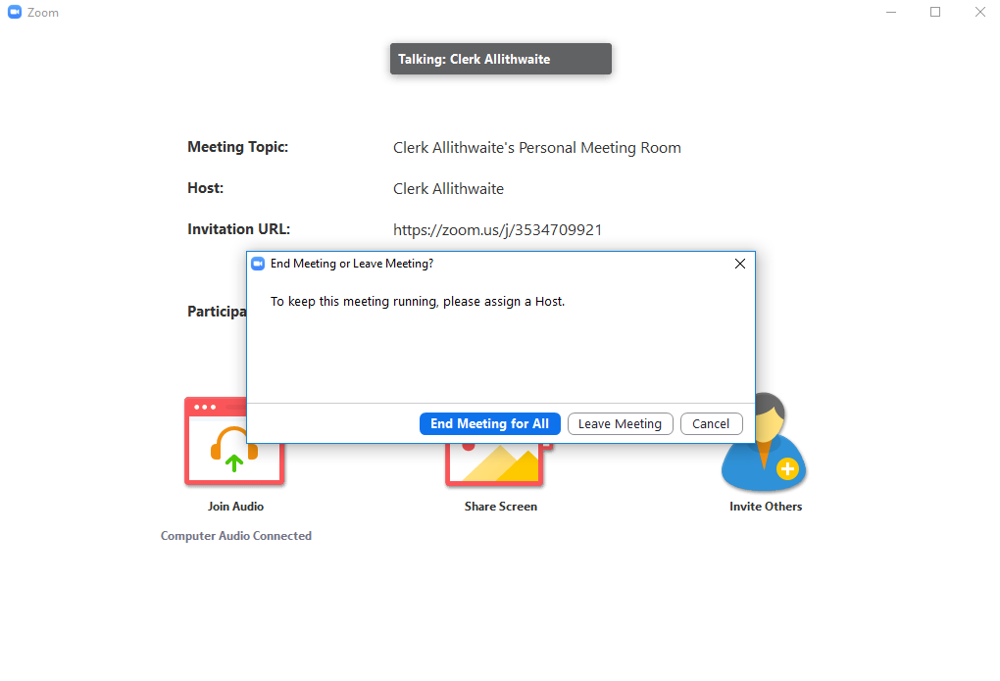 Zoom
Talking: Clerk Allithwaite
Meeting Topic: Clerk Allithwaite's Personal Meeting Room
Host: Clerk Allithwaite
Invitation URL: https://zoom.us/j/3534709921
End Meeting or Leave Meeting?
To keep this meeting running, please assign a Host.
Participa
End Meeting for All Leave Meeting Cancel
Join Audio Share Screen Invite Others
Computer Audio Connected